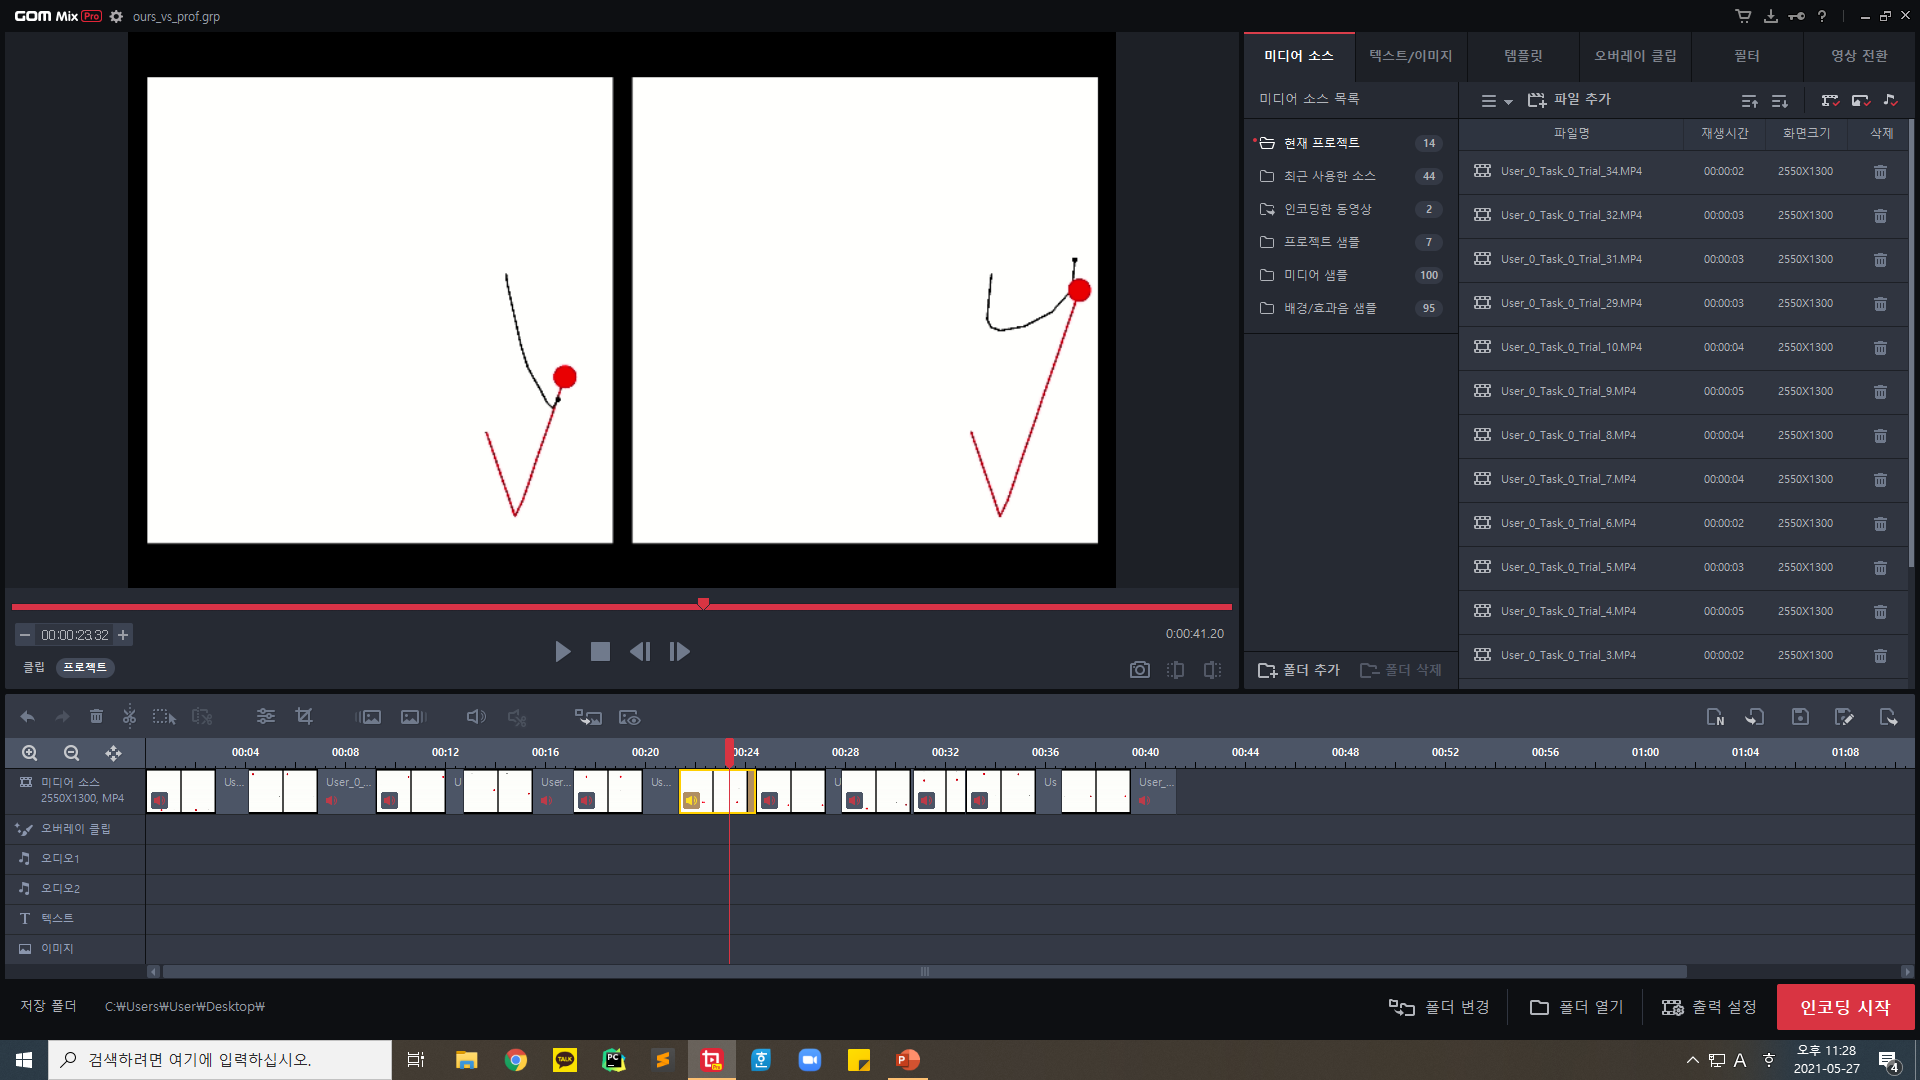 GOM Mix Pro ours_vs_prof.grp
미디어 소스 텍스트/이미지 템플릿 오버레이 클립 필터 영상 전환
미디어 소스 목록 파일 추가
파일명 재생시간 화면크기 삭제
현재 프로젝트 14
최근 사용한 소스 44
인코딩한 동영상 2
프로젝트 샘플 7
미디어 샘플 100
배경/효과음 샘플 95
User_0_Task_0_Trial_34.MP4 00:00:02 2550X1300
User_0_Task_0_Trial_32.MP4 00:00:03 2550X1300
User_0_Task_0_Trial_31.MP4 00:00:03 2550X1300
User_0_Task_0_Trial_29.MP4 00:00:03 2550X1300
User_0_Task_0_Trial_10.MP4 00:00:04 2550X1300
User_0_Task_0_Trial_9.MP4 00:00:05 2550X1300
User_0_Task_0_Trial_8.MP4 00:00:04 2550X1300
User_0_Task_0_Trial_7.MP4 00:00:04 2550X1300
User_0_Task_0_Trial_6.MP4 00:00:02 2550X1300
User_0_Task_0_Trial_5.MP4 00:00:03 2550X1300
User_0_Task_0_Trial_4.MP4 00:00:05 2550X1300
User_0_Task_0_Trial_3.MP4 00:00:02 2550X1300
폴더 추가 폴더 삭제
00:00:23.32 0:00:41.20
클립 프로젝트
00:04 00:08 00:12 00:16 00:20 00:24 00:28 00:32 00:36 00:40 00:44 00:48 00:52 00:56 01:00 01:04 01:08
미디어 소스
2550X1300, MP4
Us... User_0_... U User... Us... U Us User_...
오버레이 클립
오디오1
오디오2
텍스트
이미지
저장 폴더 C:₩Users₩User₩Desktop₩
폴더 변경 폴더 열기 출력 설정 인코딩 시작
검색하려면 여기에 입력하십시오.
TALK
PC
A 오후 11:28
2021-05-27
4